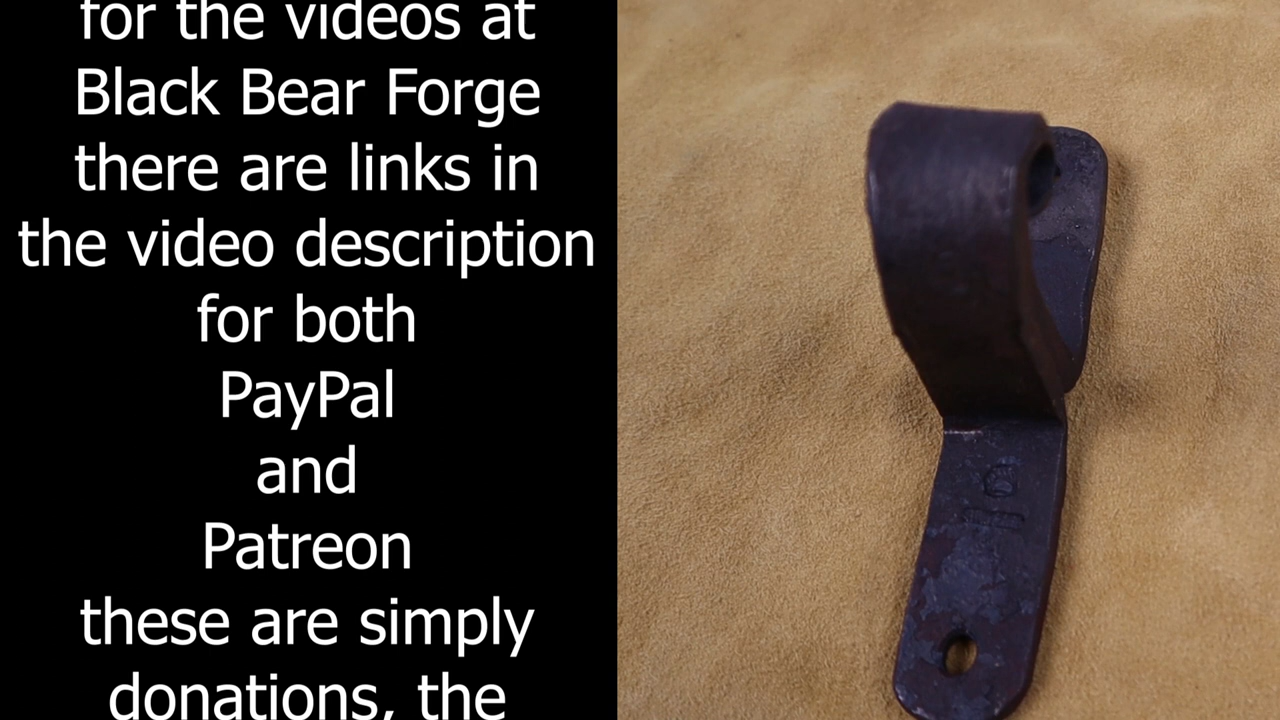 for the videos at
Black Bear Forge
there are links in
the video description
for both
PayPal
and
Patreon
these are simply
donations, the